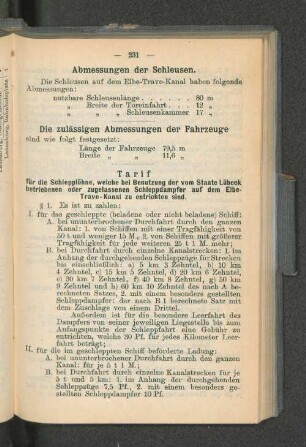 — 231 —
Abmessungen der Schleusen.
Die Schleusen auf dem Elbe-Trave-Kanal haben folgende
Abmessungen:
nutzbare Schleusenlänge . . . . 80 m
„ Breite der Toreinfahrt . . . 12 „
„ „ „ Schleusenkammer 17 „
Die zulässigen Abmessungen der Fahrzeuge
sind wie folgt festgesetzt:
Länge der Fahrzeuge 79,5 m
Breite „ „ 11,6 „
Tarif
für die Schlepplöhne, welche bei Benutzung der vom Staate Lübeck
betriebenen oder zugelassenen Schleppdampfer auf dem Elbe-
Trave-Kanal zu entrichten sind.
§ 1. Es ist zu zahlen:
I. für das geschleppte (beladene oder nicht beladene) Schiff:
A. bei ununterbrochener Durchfahrt durch den ganzen
Kanal: 1. von Schiffen mit einer Tragfähigkeit von
50 t und weniger 15 M., 2. von Schiffen mit größerer
Tragfähigkeit für jede weiteren 25 t 1 M. mehr;
B. bei Durchfahrt durch einzelne Kanalstrecken: 1. im
Anhang der durchgehenden Schleppzüge für Strecken
bis einschließlich: a) 5 km 3 Zehntel, b) 10 km
4 Zehntel, c) 15 km 5 Zehntel, d) 20 km 6 Zehntel,
e) 30 km 7 Zehntel, f) 40 km 8 Zehntel, g) 50 km
9 Zehntel, h) über 50 km 10 Zehntel des nach A be-
rechneten Satzes, 2. mit einem besonders gestellten
Schleppdampfer: der nach B.1 berechnete Satz mit
dem Zuschlage von einem Drittel.
Außerdem ist für die besondere Leerfahrt des
Dampfers von seiner jeweiligen Liegestelle bis zum
Anfangspunkte der Schleppfahrt eine Gebühr zu
entrichten, welche 30 Pf. für jedes Kilometer Leer-
fahrt beträgt;
II. für die im geschleppten Schiff beförderte Ladung:
A. bei ununterbrochener Durchfahrt durch den ganzen
Kanal: für je 5 t 1 M.;
B. bei Durchfahrt durch einzelne Kanalstrecken für je
5 t und 5 km: 1. im Anhang der durchgehenden
Schleppzüge 7,5 Pf., 2. mit einem besonders ge-
stellten Schleppdampfer 10 Pf.